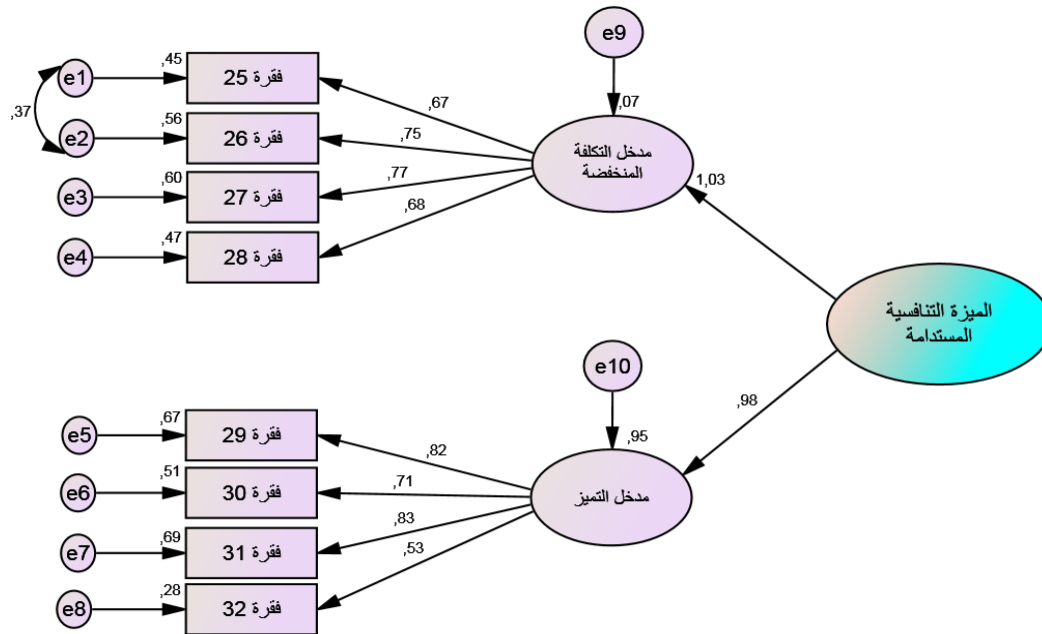 e9
e1
,45
فقرة 25
,67
,07
,37
e2
,56
فقرة 26
,75
مدخل التكلفة
المنخفضة
e3
,60
فقرة 27
,77
1,03
e4
,47
فقرة 28
,68
الميزة التنافسية
المستدامة
e10
,98
e5
,67
فقرة 29
,82
,95
e6
,51
فقرة 30
,71
مدخل التميز
e7
,69
فقرة 31
,83
e8
,28
فقرة 32
,53